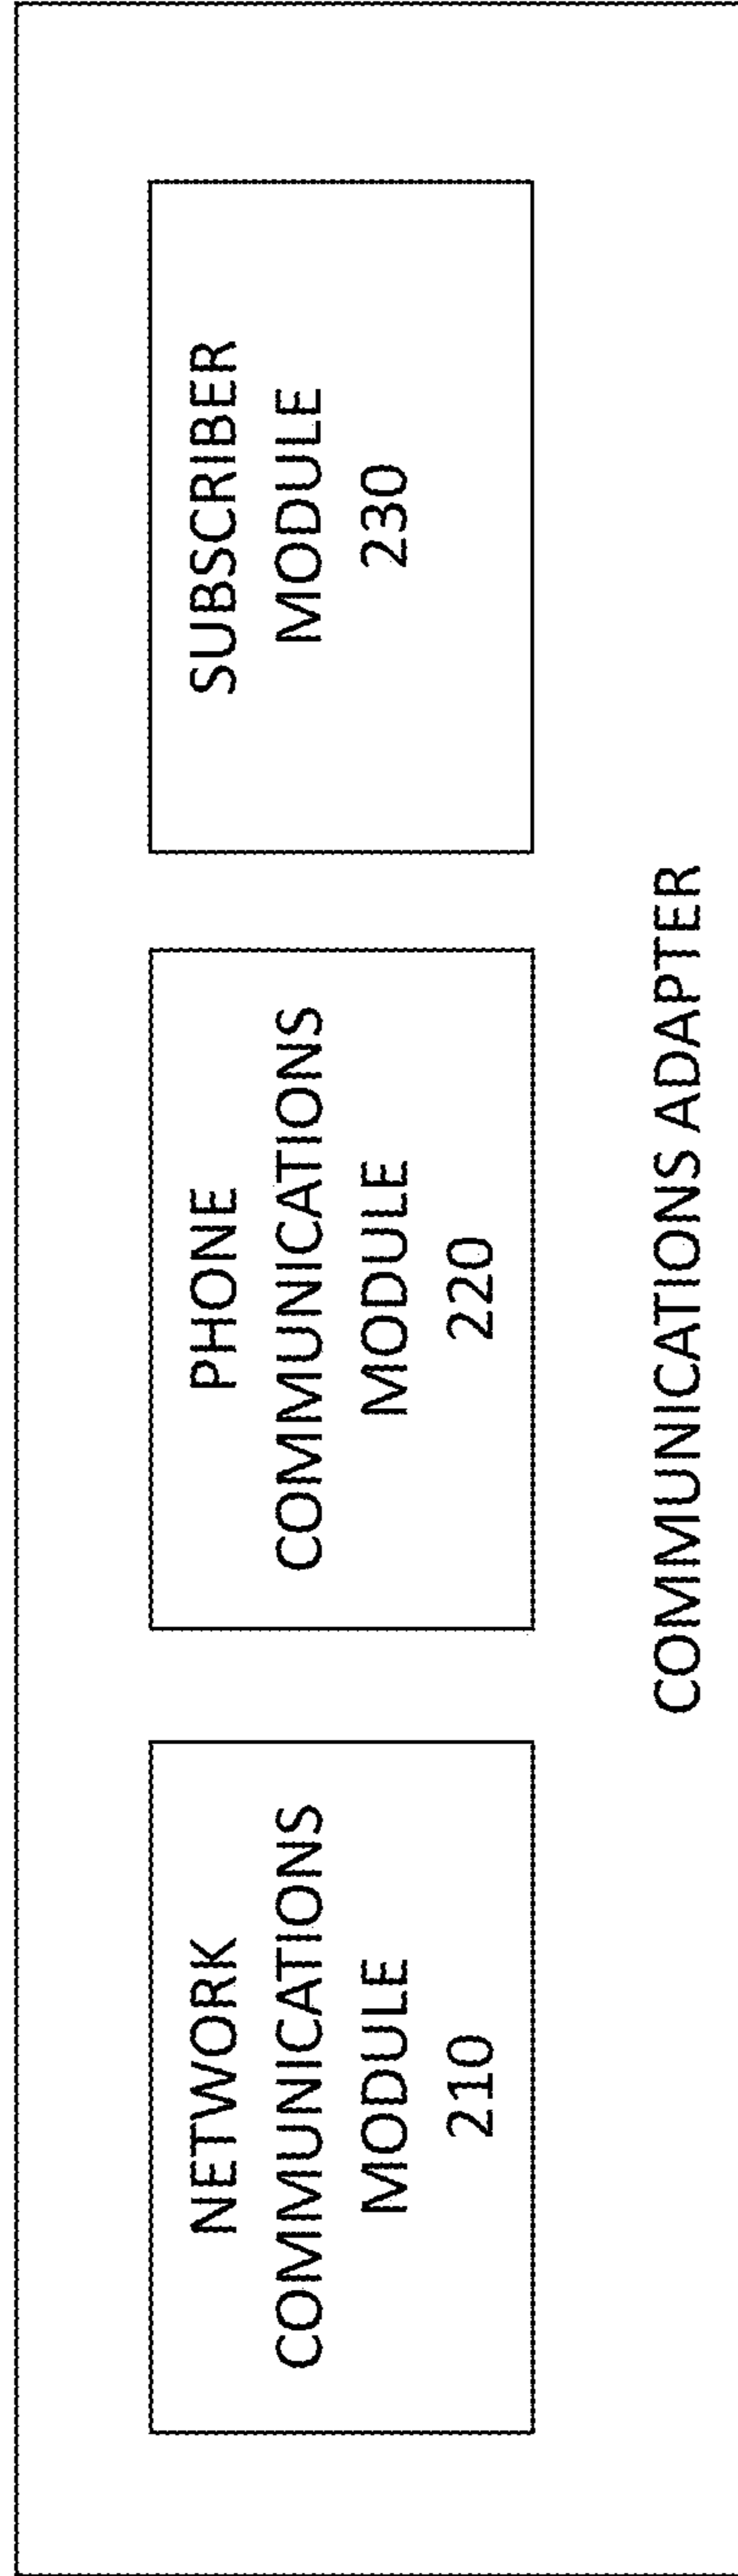 NETWORK
COMMUNICATIONS
MODULE
210
PHONE
COMMUNICATIONS
MODULE
220
SUBSCRIBER
MODULE
230
COMMUNICATIONS ADAPTER